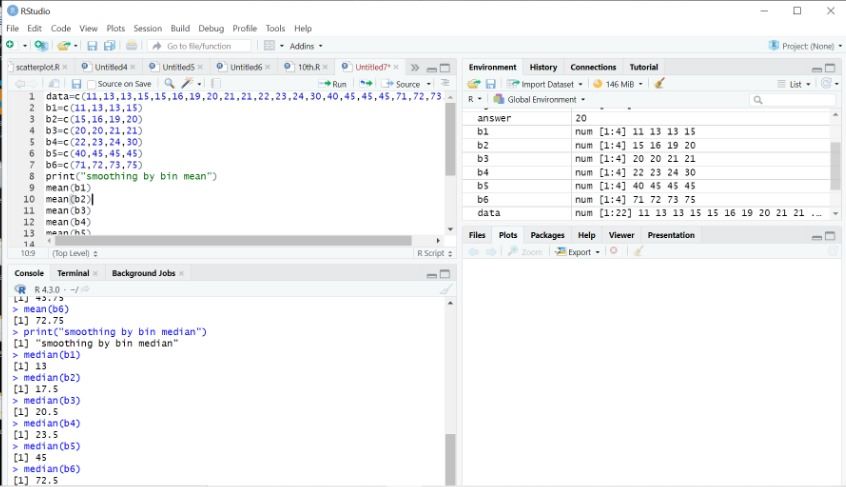 RStudio
File Edit Code View Plots Session Build Debug Profile Tools Help
Go to file/function
Addins
Project: (None)
scatterplot.R × Untitled4 × Untitled5 × Untitled6 × 10th.R × Untitled7* ×
Source on Save
Run
Source
1 data=c(11,13,13,15,15,16,19,20,21,21,22,23,24,30,40,45,45,45,71,72,73
2 b1=c(11,13,13,15)
3 b2=c(15,16,19,20)
4 b3=c(20,20,21,21)
5 b4=c(22,23,24,30)
6 b5=c(40,45,45,45)
7 b6=c(71,72,73,75)
8 print("smoothing by bin mean")
9 mean(b1)
10 mean(b2)
11 mean(b3)
12 mean(b4)
13 mean(b5)
14
10:9 (Top Level) R Script
Console Terminal × Background Jobs ×
R 4.3.0 · ~/
[1] 43.75
> mean(b6)
[1] 72.75
> print("smoothing by bin median")
[1] "smoothing by bin median"
> median(b1)
[1] 13
> median(b2)
[1] 17.5
> median(b3)
[1] 20.5
> median(b4)
[1] 23.5
> median(b5)
[1] 45
> median(b6)
[1] 72.5
Environment History Connections Tutorial
Import Dataset 146 MiB List
R Global Environment
answer 20
b1 num [1:4] 11 13 13 15
b2 num [1:4] 15 16 19 20
b3 num [1:4] 20 20 21 21
b4 num [1:4] 22 23 24 30
b5 num [1:4] 40 45 45 45
b6 num [1:4] 71 72 73 75
data num [1:22] 11 13 13 15 15 16 19 20 21 21 ...
Files Plots Packages Help Viewer Presentation
Zoom Export